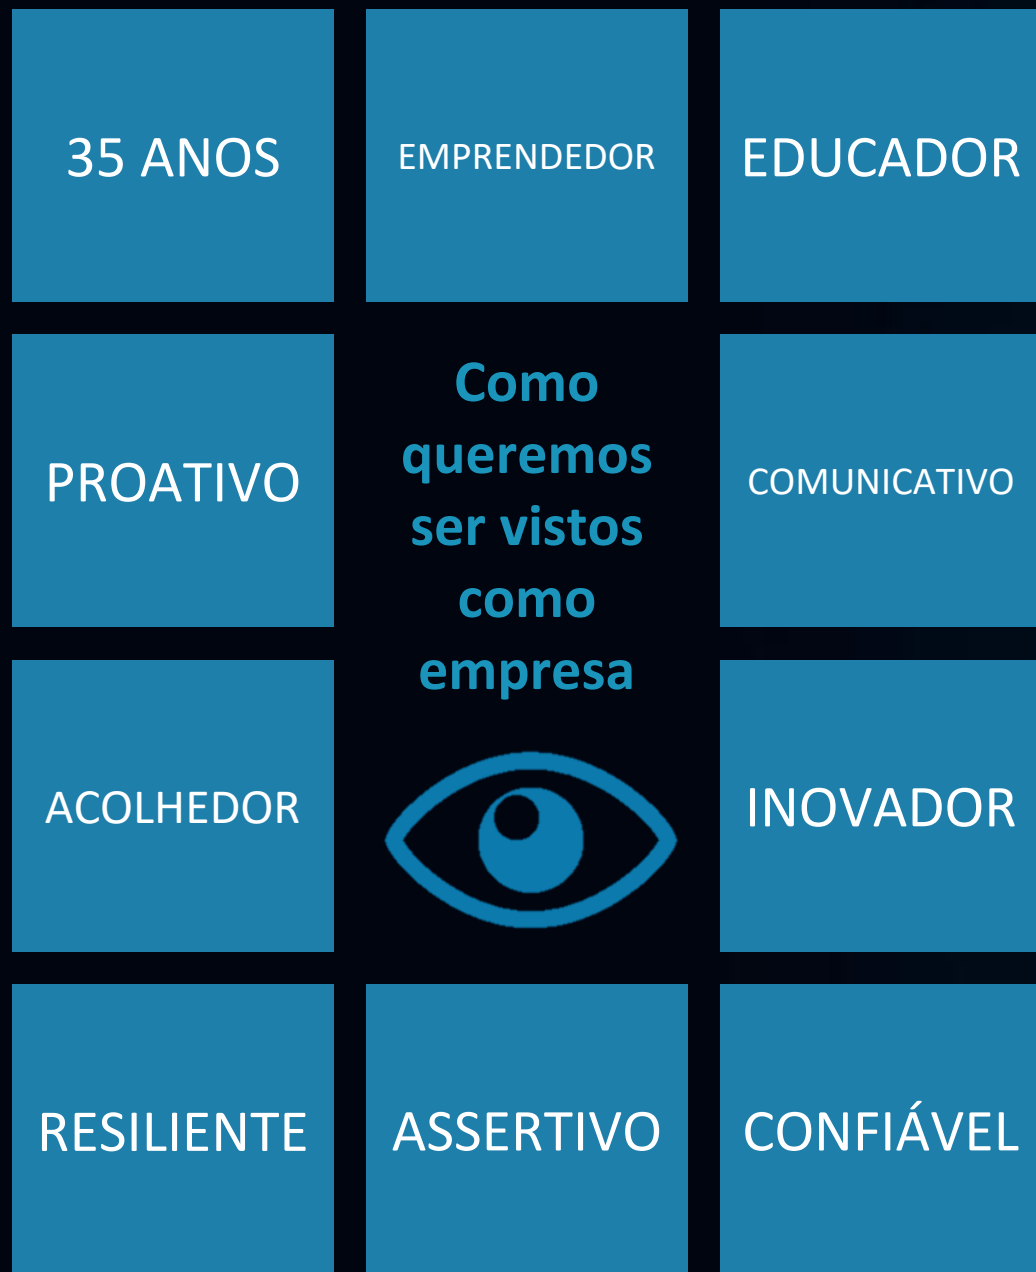 35 ANOS
EMPRENDEDOR
EDUCADOR
PROATIVO
Como
queremos
ser vistos
como
empresa
COMUNICATIVO
ACOLHEDOR
INOVADOR
RESILIENTE
ASSERTIVO
CONFIÁVEL